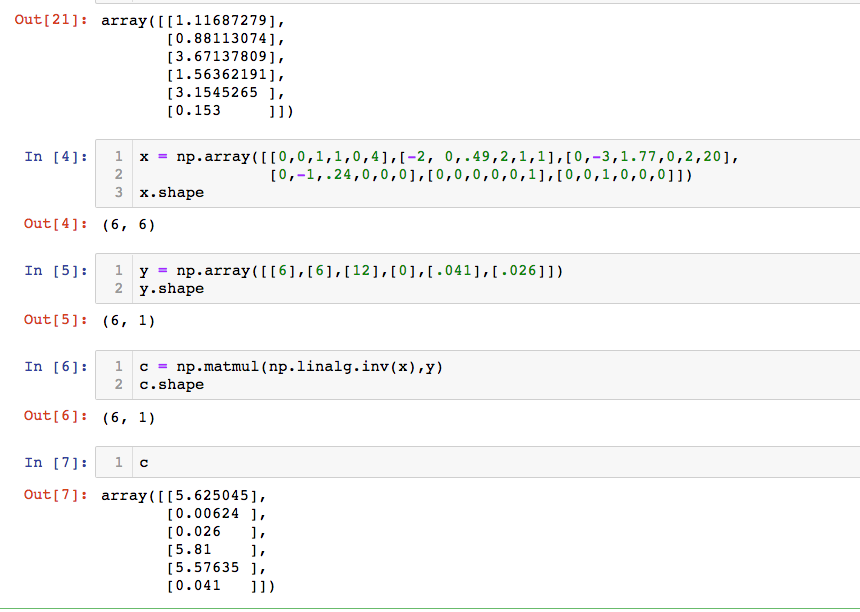 Out[21]: array([[1.11687279],
[0.88113074],
[3.67137809],
[1.56362191],
[3.1545265 ],
[0.153     ]])
In [4]: 1 x = np.array([[0,0,1,1,0,4],[-2, 0,.49,2,1,1],[0,-3,1.77,0,2,20],
2 [0,-1,.24,0,0,0],[0,0,0,0,0,1],[0,0,1,0,0,0]])
3 x.shape
Out[4]: (6, 6)
In [5]: 1 y = np.array([[6],[6],[12],[0],[.041],[.026]])
2 y.shape
Out[5]: (6, 1)
In [6]: 1 c = np.matmul(np.linalg.inv(x),y)
2 c.shape
Out[6]: (6, 1)
In [7]: 1 c
Out[7]: array([[5.625045],
[0.00624 ],
[0.026   ],
[5.81    ],
[5.57635 ],
[0.041   ]])